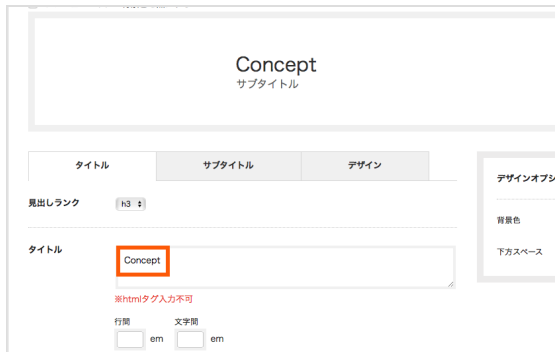 Concept
サブタイトル
タイトル サブタイトル デザイン
デザインオプシ
見出しランク h3
背景色
タイトル
Concept
下方スペース
※htmlタグ入力不可
行間 文字間
em em